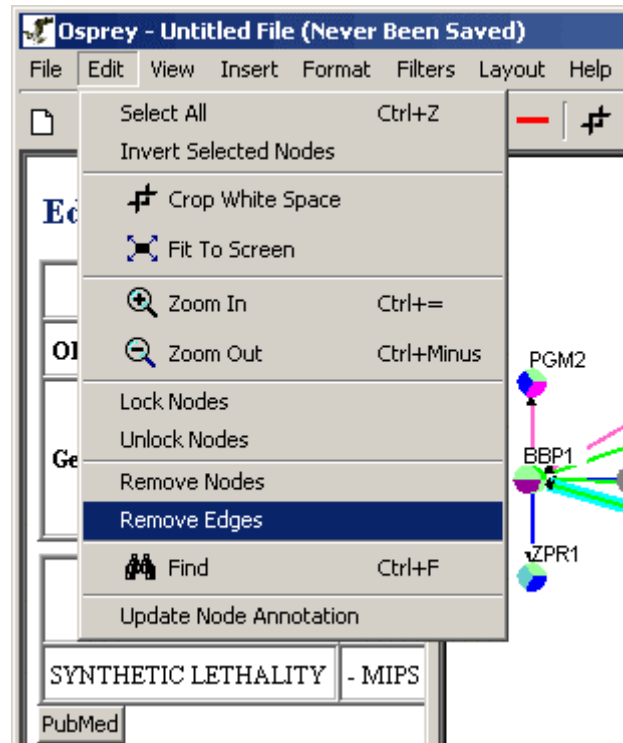 Osprey - Untitled File (Never Been Saved)
File Edit View Insert Format Filters Layout Help
Select All Ctrl+Z
Invert Selected Nodes
Crop White Space
Fit To Screen
Zoom In Ctrl+=
Zoom Out Ctrl+Minus
Lock Nodes
Unlock Nodes
Remove Nodes
Remove Edges
Find Ctrl+F
Update Node Annotation
SYNTHETIC LETHALITY - MIPS
PubMed
PGM2
BBP1
ZPR1